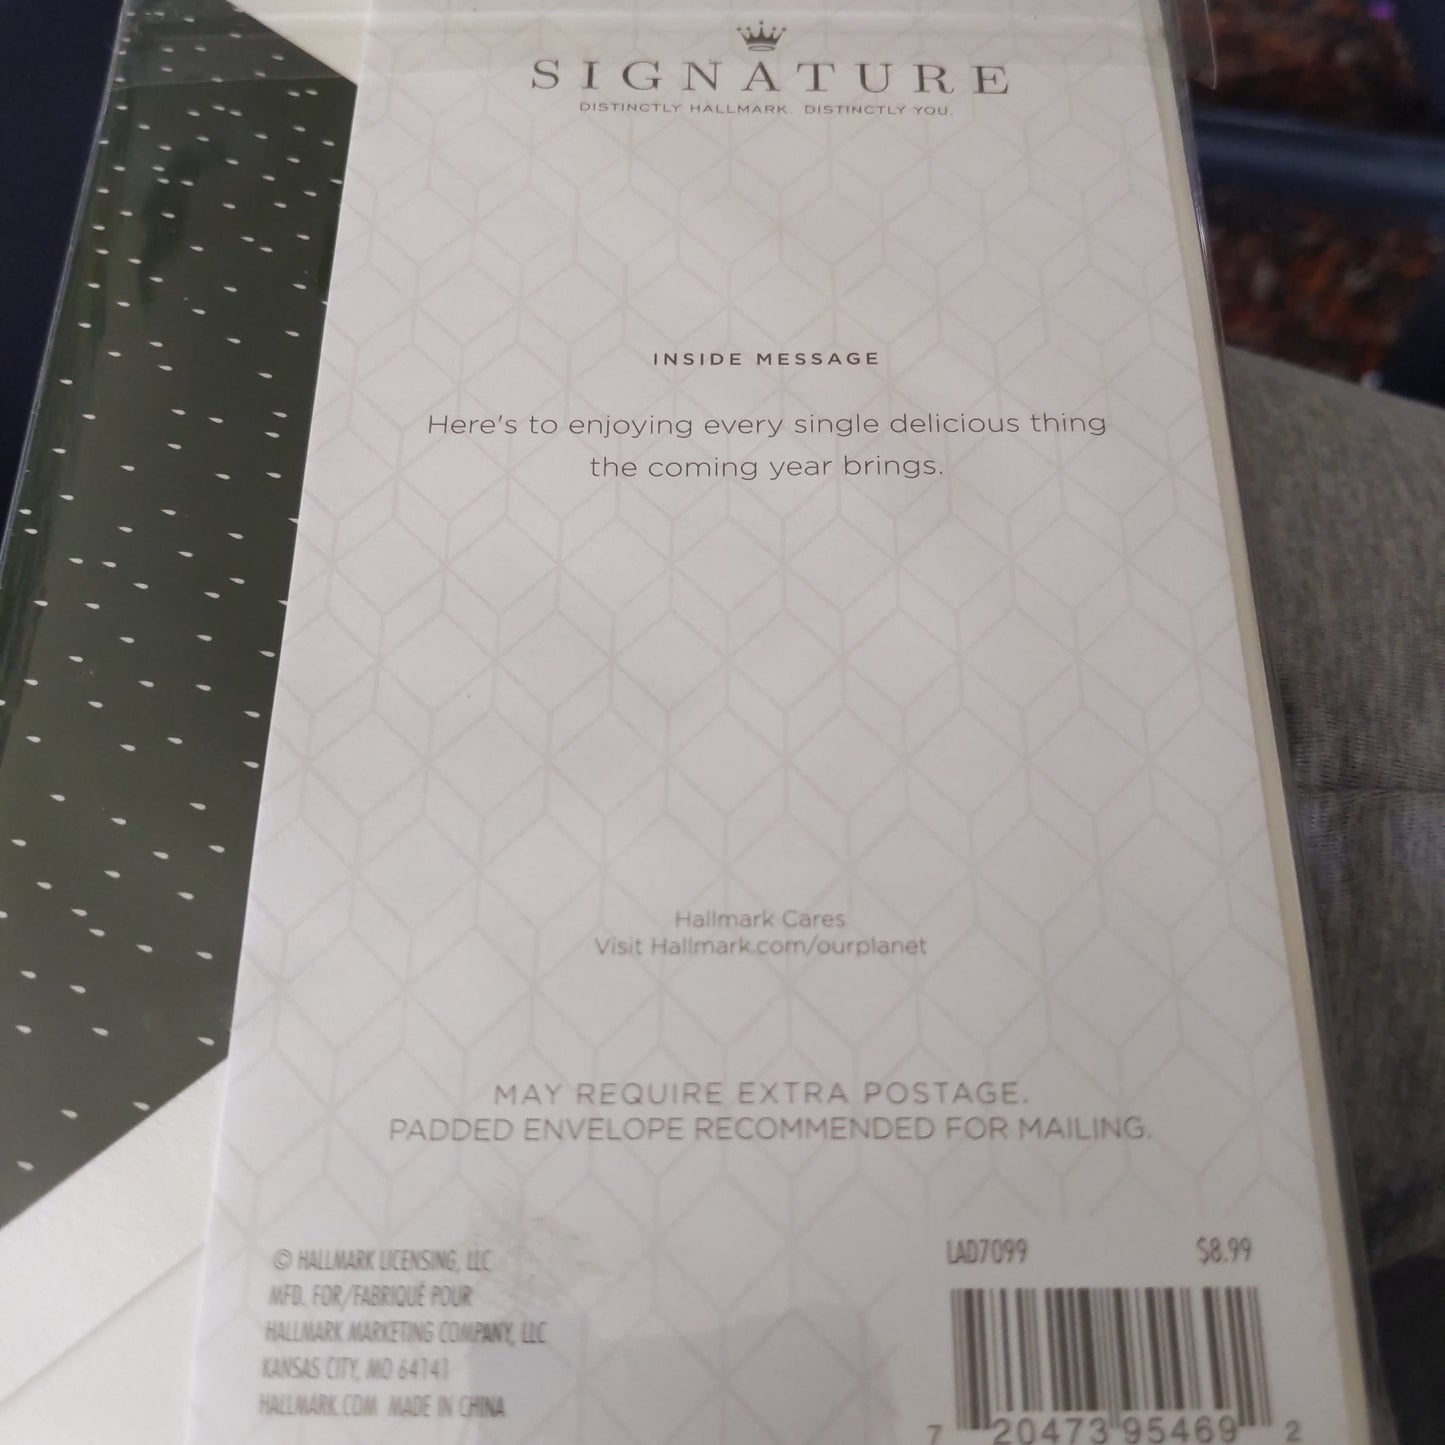 SIGNATURE
DISTINCTLY HALLMARK. DISTINCTLY YOU.
INSIDE MESSAGE
Here's to enjoying every single delicious thing
the coming year brings.
Hallmark Cares
Visit Hallmark.com/ourplanet
MAY REQUIRE EXTRA POSTAGE.
PADDED ENVELOPE RECOMMENDED FOR MAILING.
© HALLMARK LICENSING, LLC
MFD. FOR/FABRIQUÉ POUR
HALLMARK MARKETING COMPANY, LLC
KANSAS CITY, MO 64141
HALLMARK.COM MADE IN CHINA
LAD7099 $8.99
7 20473 95469 2